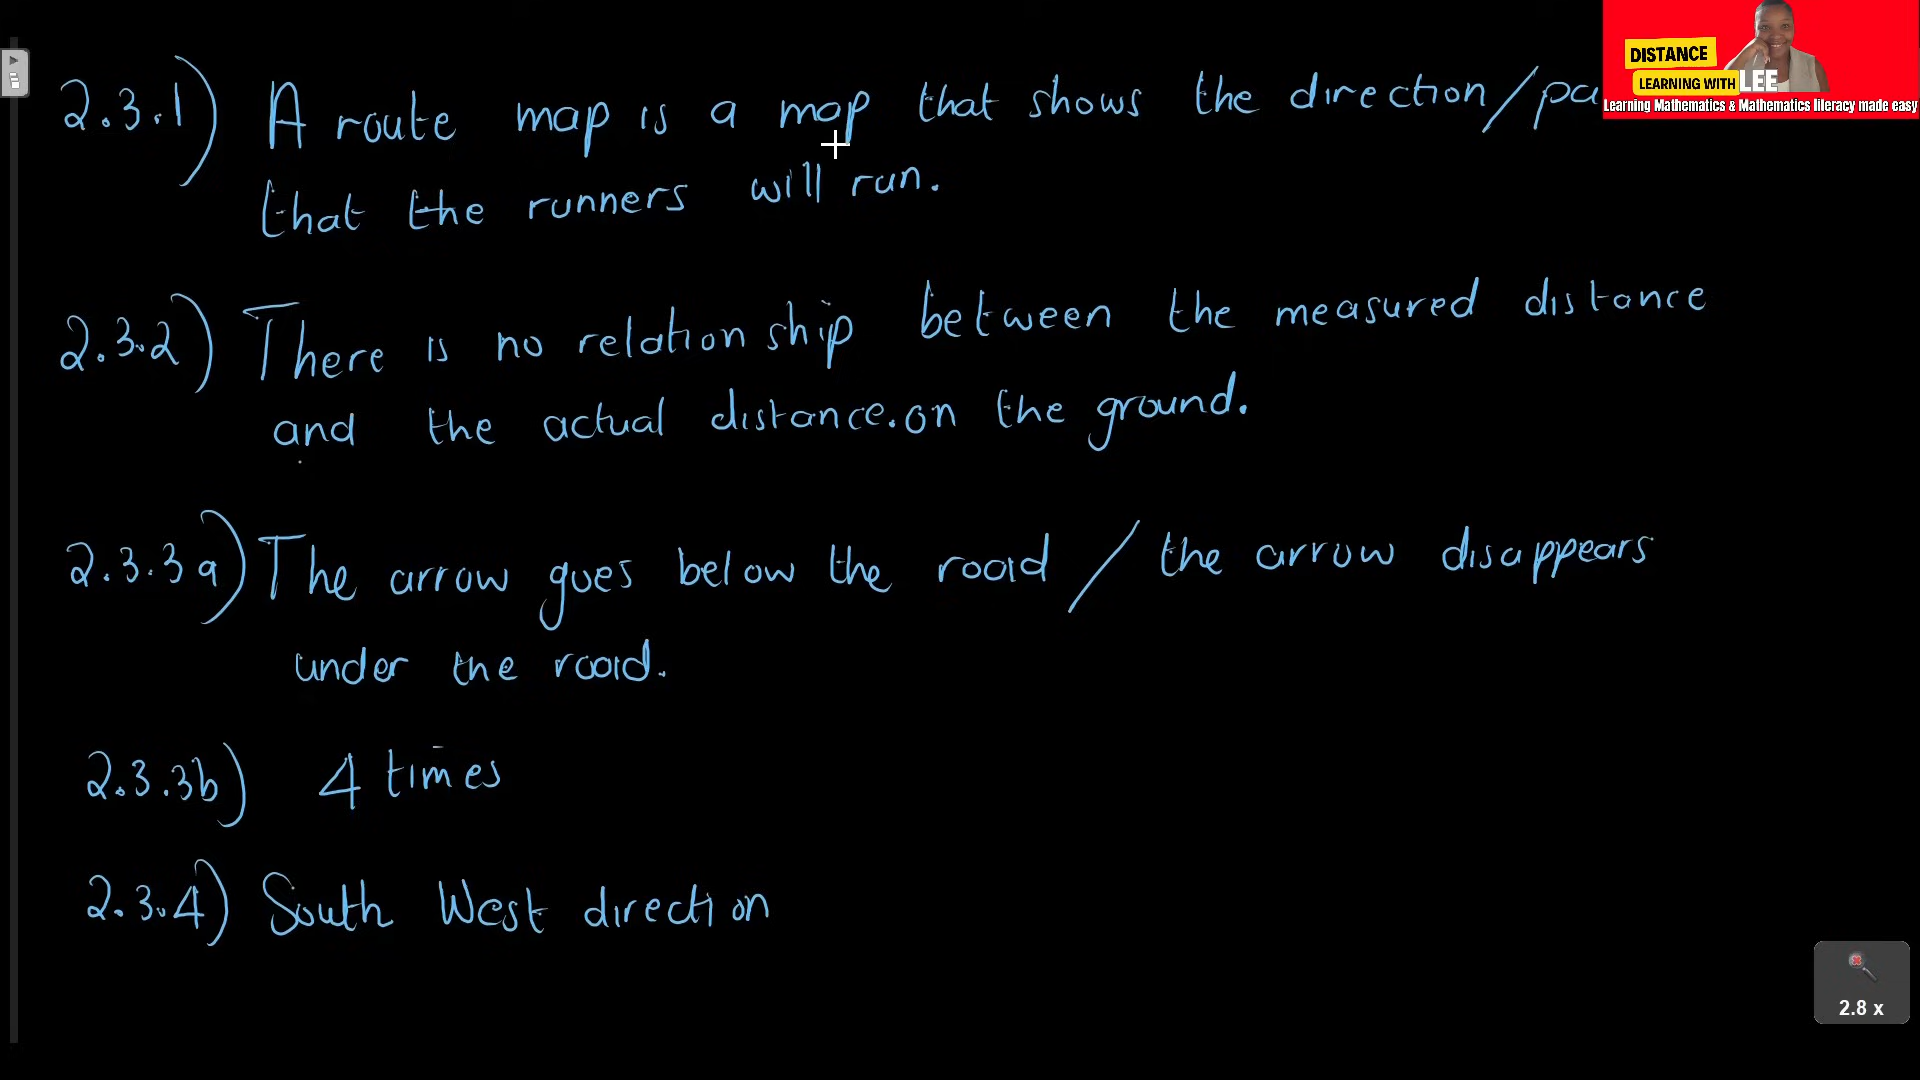 DISTANCE
LEARNING WITH LEE
Learning Mathematics & Mathematics literacy made easy
2.3.1) A route map is a map that shows the direction/pa
that the runners will run.
2.3.2) There is no relationship between the measured distance
and the actual distance.on the ground.
2.3.3a) The arrow goes below the road / the arrow disappears
under the road.
2.3.3b) 4 times
2.3.4) South West direction
2.8 x